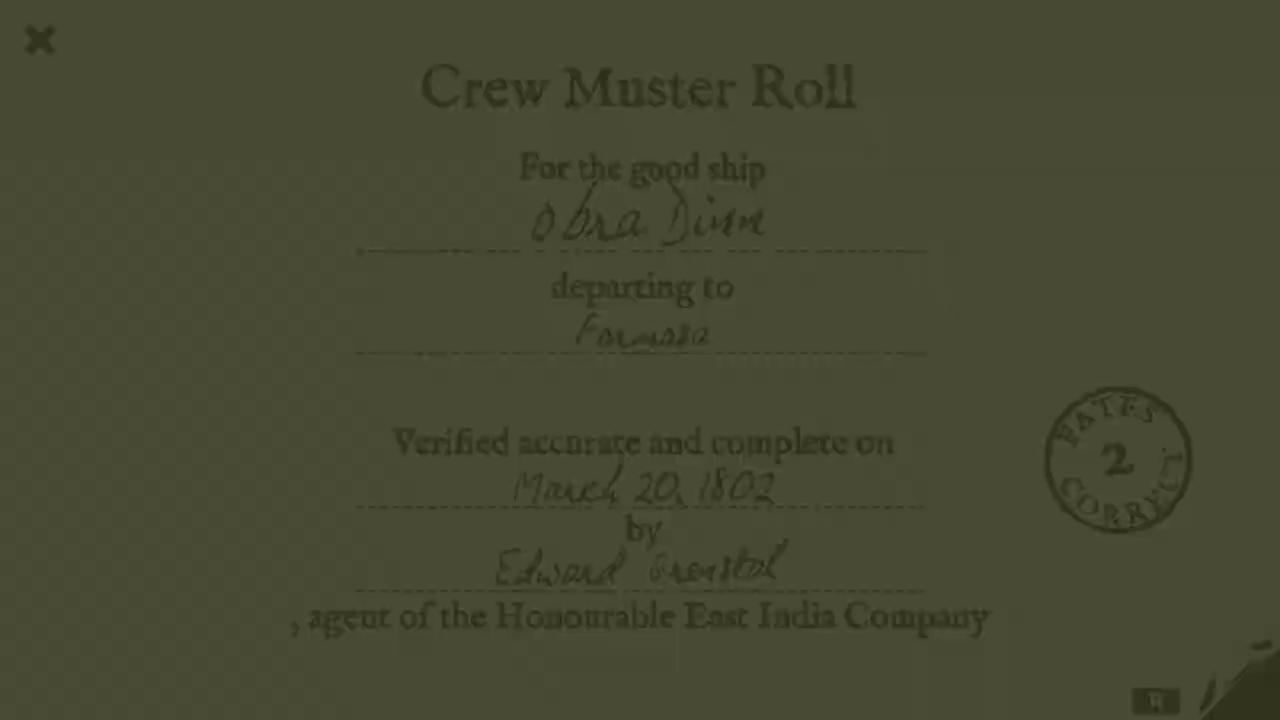 Crew Muster Roll
For the good ship
Obra Dinn
departing to
Formosa
Verified accurate and complete on
March 20, 1802
by
Edward
, agent of the Honourable East India Company
FATES
2
CORRECT